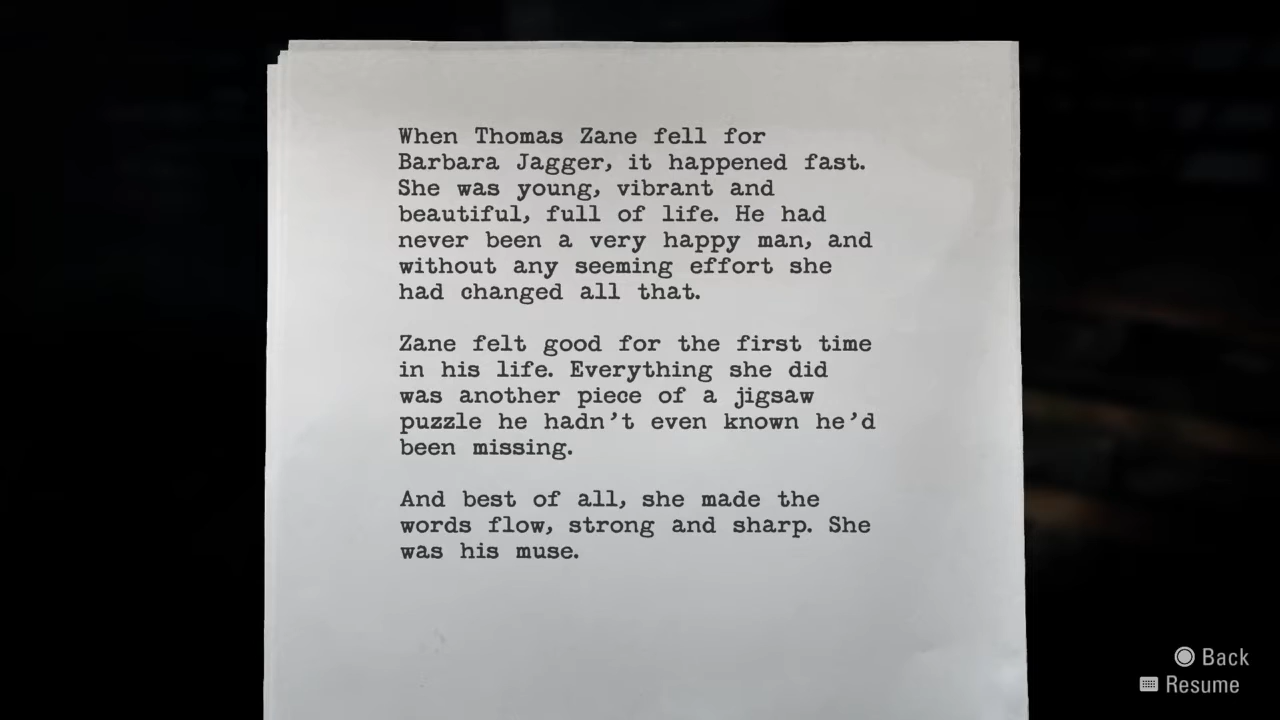 When Thomas Zane fell for
Barbara Jagger, it happened fast.
She was young, vibrant and
beautiful, full of life. He had
never been a very happy man, and
without any seeming effort she
had changed all that.
Zane felt good for the first time
in his life. Everything she did
was another piece of a jigsaw
puzzle he hadn't even known he'd
been missing.
And best of all, she made the
words flow, strong and sharp. She
was his muse.
Back
Resume